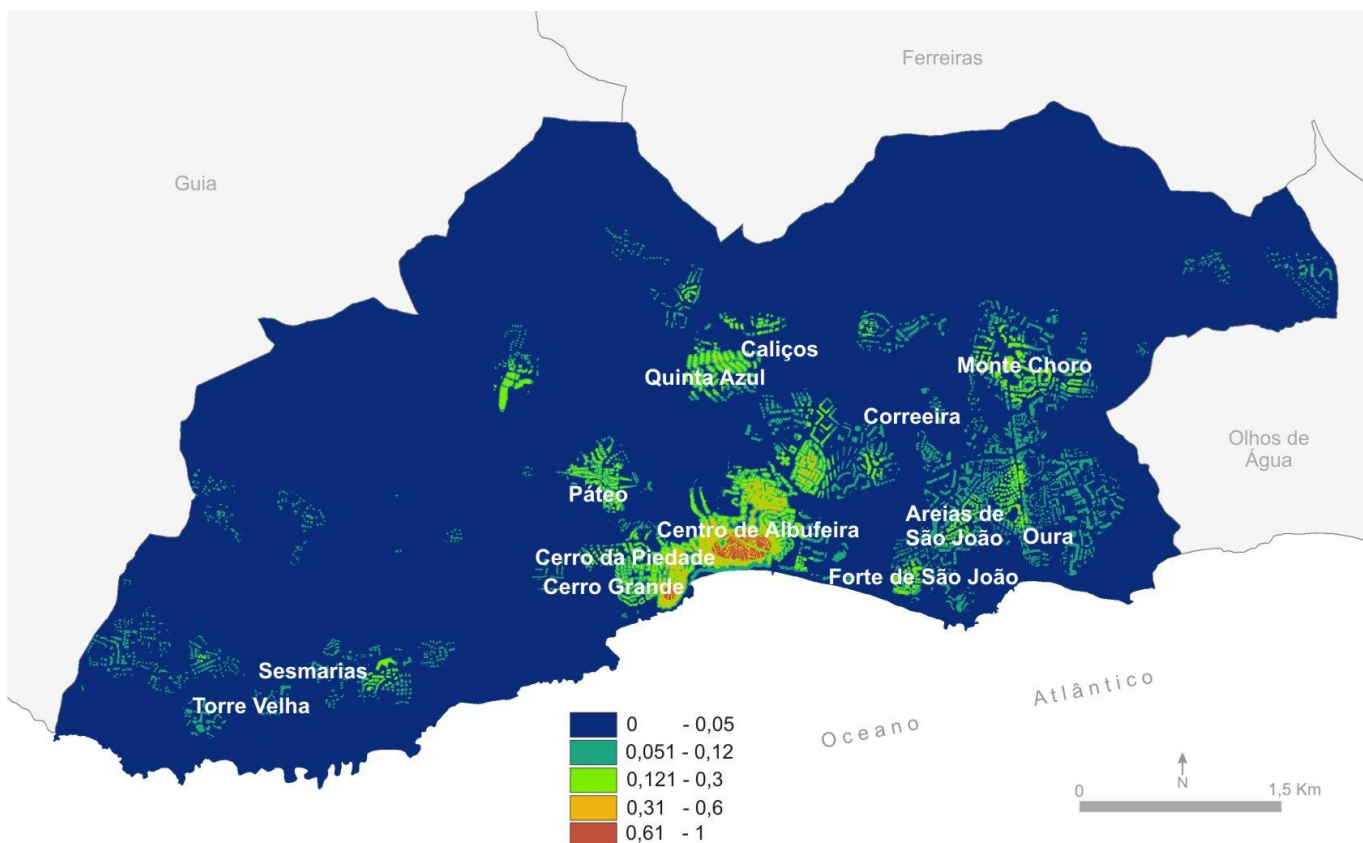 Ferreiras
Guia
Caliços
Quinta Azul
Monte Choro
Correeira
Olhos de
Água
Páteo
Centro de Albufeira
Areias de
São João
Oura
Cerro da Piedade
Cerro Grande
Forte de São João
Sesmarias
Torre Velha
Oceano Atlântico
0 - 0,05
0,051 - 0,12
0,121 - 0,3
0,31 - 0,6
0,61 - 1
N
0 1,5 Km